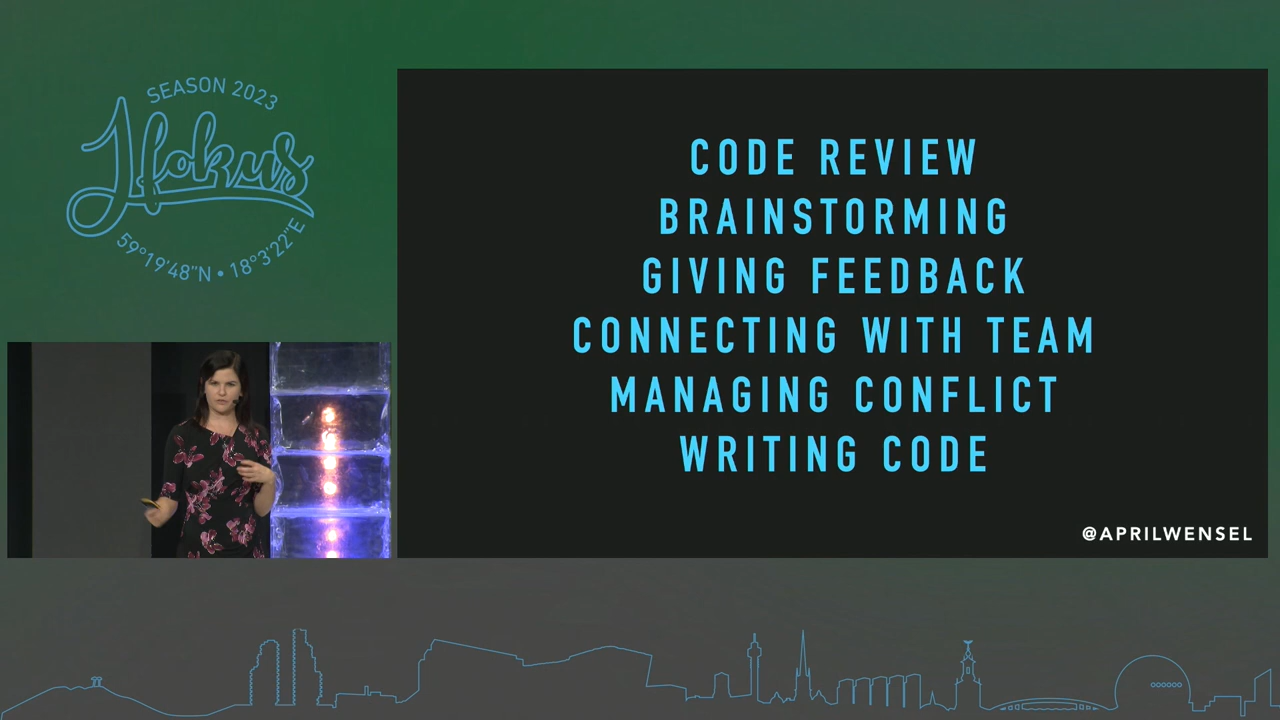 SEASON 2023
Jfokus
59°19'48"N • 18°3'22"E
CODE REVIEW
BRAINSTORMING
GIVING FEEDBACK
CONNECTING WITH TEAM
MANAGING CONFLICT
WRITING CODE
@APRILWENSEL